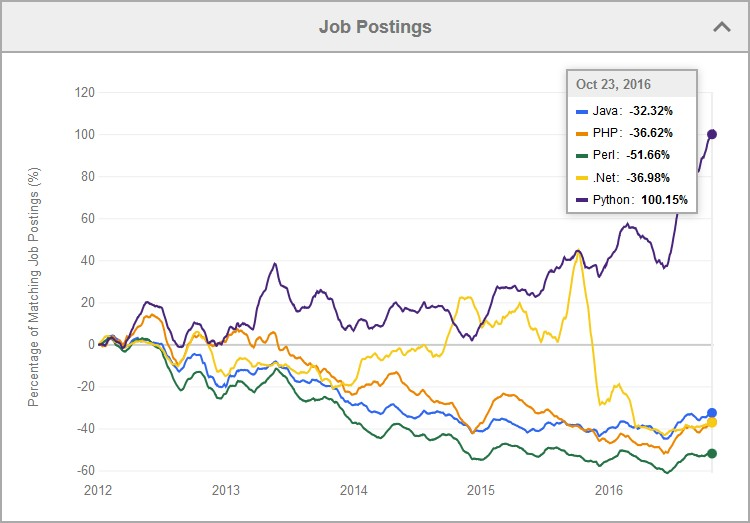 Job Postings
Oct 23, 2016
Java: -32.32%
PHP: -36.62%
Perl: -51.66%
.Net: -36.98%
Python: 100.15%
Percentage of Matching Job Postings (%)
120
100
80
60
40
20
0
-20
-40
-60
2012 2013 2014 2015 2016